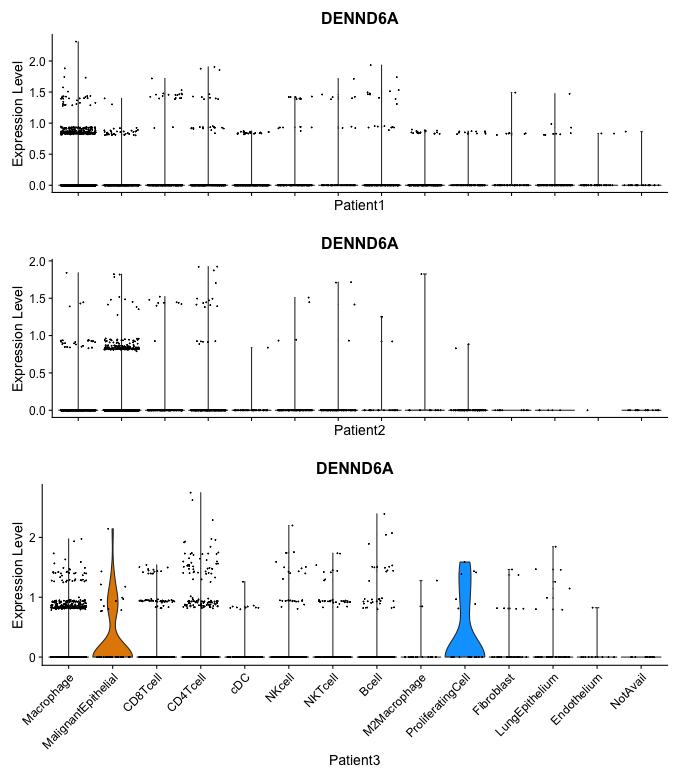 DENND6A
Expression Level
2.0
1.5
1.0
0.5
0.0
Patient1
DENND6A
Expression Level
2.0
1.5
1.0
0.5
0.0
Patient2
DENND6A
Expression Level
2
1
0
Macrophage
MalignantEpithelial
CD8Tcell
CD4Tcell
cDC
NKcell
NKTcell
Bcell
M2Macrophage
ProliferatingCell
Fibroblast
LungEpithelium
Endothelium
NotAvail
Patient3